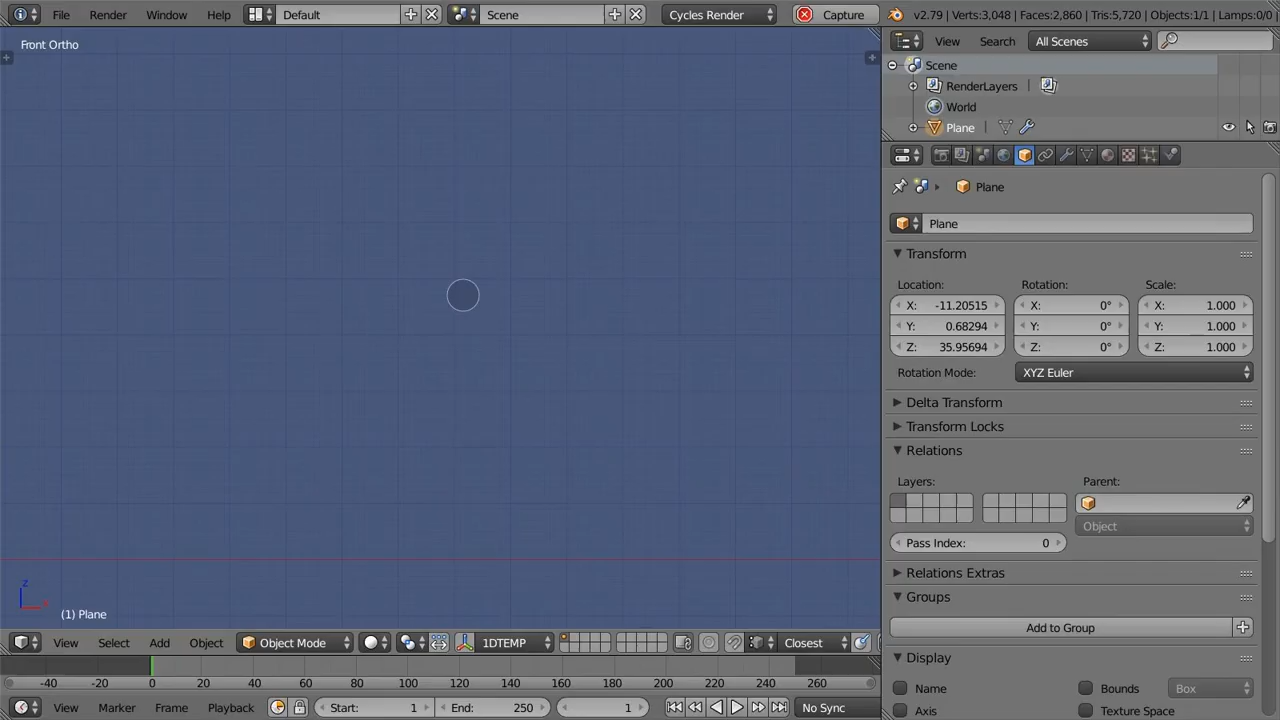 File Render Window Help Default Scene Cycles Render Capture v2.79 | Verts:3,048 | Faces:2,860 | Tris:5,720 | Objects:1/1 | Lamps:0/0
Front Ortho
View Search All Scenes
Scene
RenderLayers |
World
Plane |
Plane
Plane
Transform
Location: Rotation: Scale:
X: -11.20515 X: 0° X: 1.000
Y: 0.68294 Y: 0° Y: 1.000
Z: 35.95694 Z: 0° Z: 1.000
Rotation Mode: XYZ Euler
Delta Transform
Transform Locks
Relations
Layers: Parent:
Object
Pass Index: 0
Relations Extras
Groups
Add to Group
Display
Name Bounds Box
Axis Texture Space
z
(1) Plane
View Select Add Object Object Mode 1DTEMP Closest
-40 -20 0 20 40 60 80 100 120 140 160 180 200 220 240 260
View Marker Frame Playback Start: 1 End: 250 1 No Sync